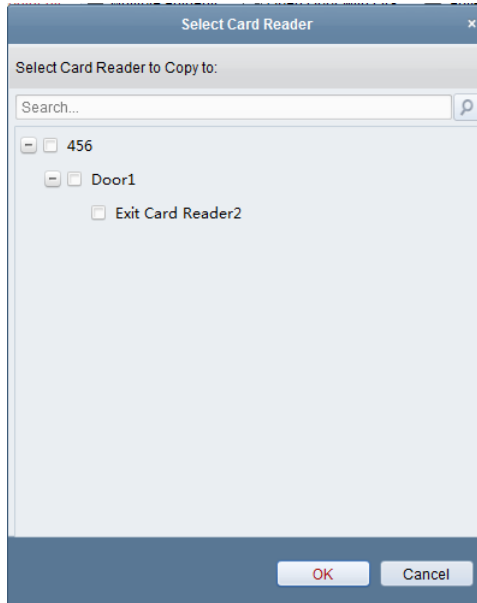 Select Card Reader
×
Select Card Reader to Copy to:
Search...
456
Door1
Exit Card Reader2
OK
Cancel